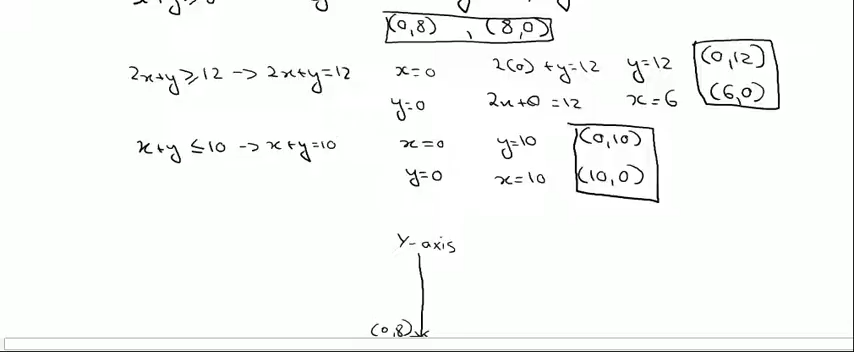 (0,8) , (8,0)
2x+y≥12 -> 2x+y=12 x=0 2(0)+y=12 y=12 (0,12)
y=0 2x+0=12 x=6 (6,0)
x+y≤10 -> x+y=10 x=0 y=10 (0,10)
y=0 x=10 (10,0)
Y-axis
(0,8)